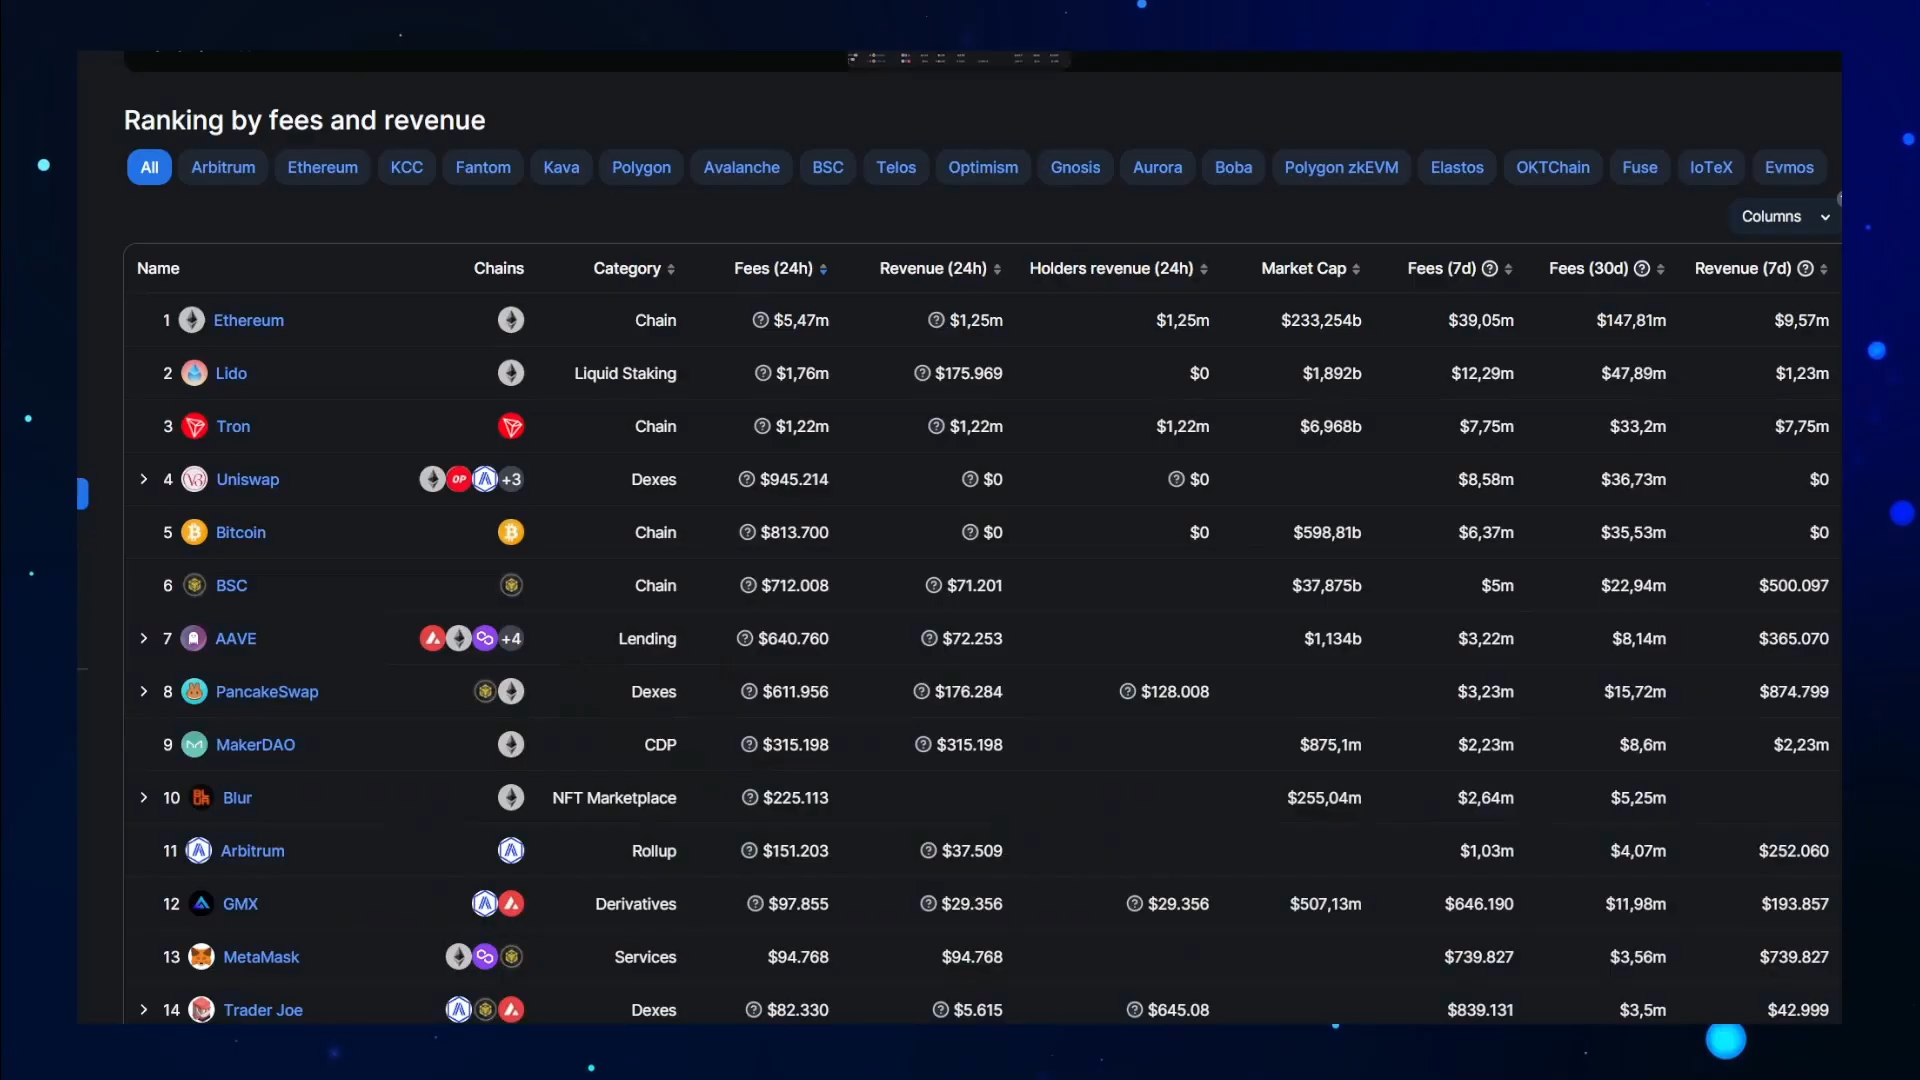 Ranking by fees and revenue
All Arbitrum Ethereum KCC Fantom Kava Polygon Avalanche BSC Telos Optimism Gnosis Aurora Boba Polygon zkEVM Elastos OKTChain Fuse IoTeX Evmos
Columns
Name Chains Category Fees (24h) Revenue (24h) Holders revenue (24h) Market Cap Fees (7d) ? Fees (30d) ? Revenue (7d) ?
1 Ethereum Chain ? $5,47m ? $1,25m $1,25m $233,254b $39,05m $147,81m $9,57m
2 Lido Liquid Staking ? $1,76m ? $175.969 $0 $1,892b $12,29m $47,89m $1,23m
3 Tron Chain ? $1,22m ? $1,22m $1,22m $6,968b $7,75m $33,2m $7,75m
4 Uniswap OP +3 Dexes ? $945.214 ? $0 ? $0 $8,58m $36,73m $0
5 Bitcoin Chain ? $813.700 ? $0 $0 $598,81b $6,37m $35,53m $0
6 BSC Chain ? $712.008 ? $71.201 $37,875b $5m $22,94m $500.097
7 AAVE +4 Lending ? $640.760 ? $72.253 $1,134b $3,22m $8,14m $365.070
8 PancakeSwap Dexes ? $611.956 ? $176.284 ? $128.008 $3,23m $15,72m $874.799
9 MakerDAO CDP ? $315.198 ? $315.198 $875,1m $2,23m $8,6m $2,23m
10 BLUR Blur NFT Marketplace ? $225.113 $255,04m $2,64m $5,25m
11 Arbitrum Rollup ? $151.203 ? $37.509 $1,03m $4,07m $252.060
12 GMX Derivatives ? $97.855 ? $29.356 ? $29.356 $507,13m $646.190 $11,98m $193.857
13 MetaMask Services $94.768 $94.768 $739.827 $3,56m $739.827
14 Trader Joe Dexes ? $82.330 ? $5.615 ? $645.08 $839.131 $3,5m $42.999